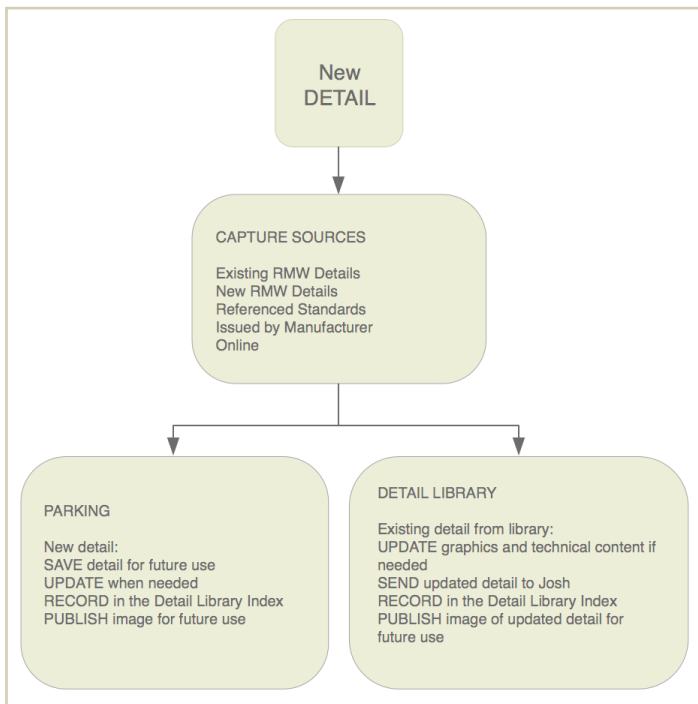 New
DETAIL
CAPTURE SOURCES
Existing RMW Details
New RMW Details
Referenced Standards
Issued by Manufacturer
Online
PARKING
New detail:
SAVE detail for future use
UPDATE when needed
RECORD in the Detail Library Index
PUBLISH image for future use
DETAIL LIBRARY
Existing detail from library:
UPDATE graphics and technical content if
needed
SEND updated detail to Josh
RECORD in the Detail Library Index
PUBLISH image of updated detail for
future use